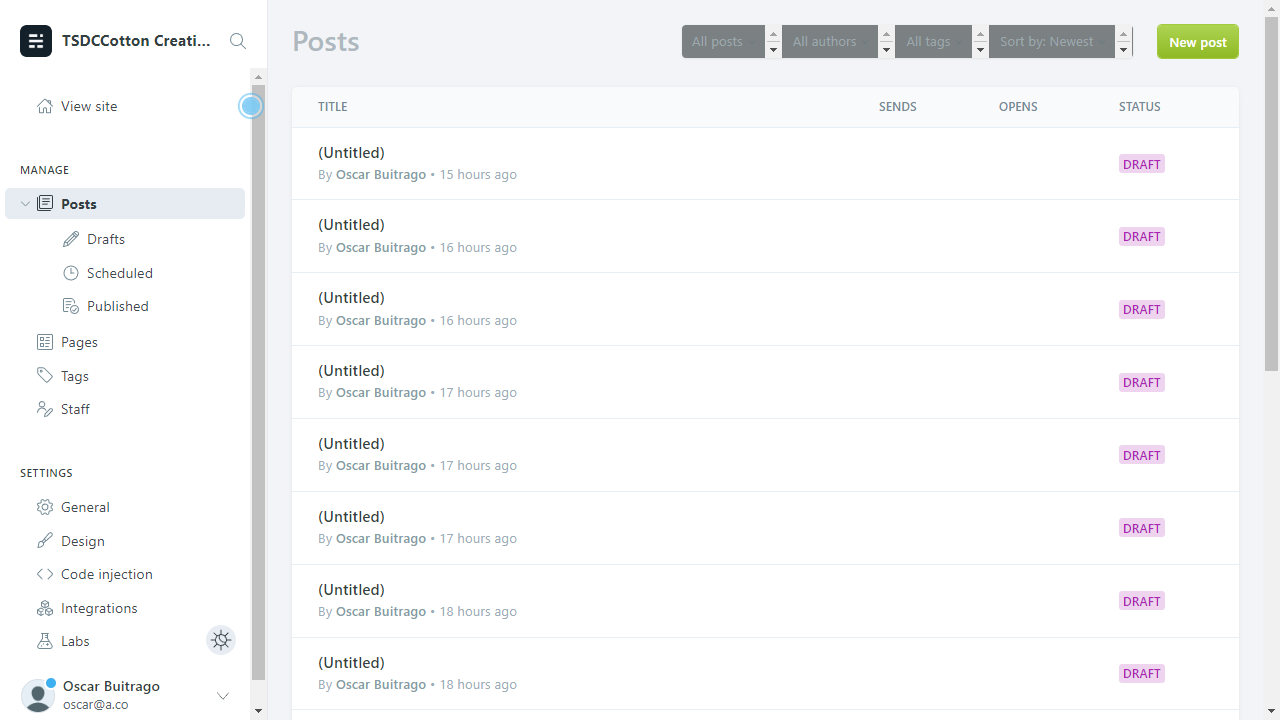 TSDCCotton Creati...
View site
MANAGE
Posts
Drafts
Scheduled
Published
Pages
Tags
Staff
SETTINGS
General
Design
Code injection
Integrations
Labs
Oscar Buitrago
oscar@a.co
Posts
All posts
All authors
All tags
Sort by: Newest
New post
TITLE SENDS OPENS STATUS
(Untitled)
By Oscar Buitrago • 15 hours ago
DRAFT
(Untitled)
By Oscar Buitrago • 16 hours ago
DRAFT
(Untitled)
By Oscar Buitrago • 16 hours ago
DRAFT
(Untitled)
By Oscar Buitrago • 17 hours ago
DRAFT
(Untitled)
By Oscar Buitrago • 17 hours ago
DRAFT
(Untitled)
By Oscar Buitrago • 17 hours ago
DRAFT
(Untitled)
By Oscar Buitrago • 18 hours ago
DRAFT
(Untitled)
By Oscar Buitrago • 18 hours ago
DRAFT